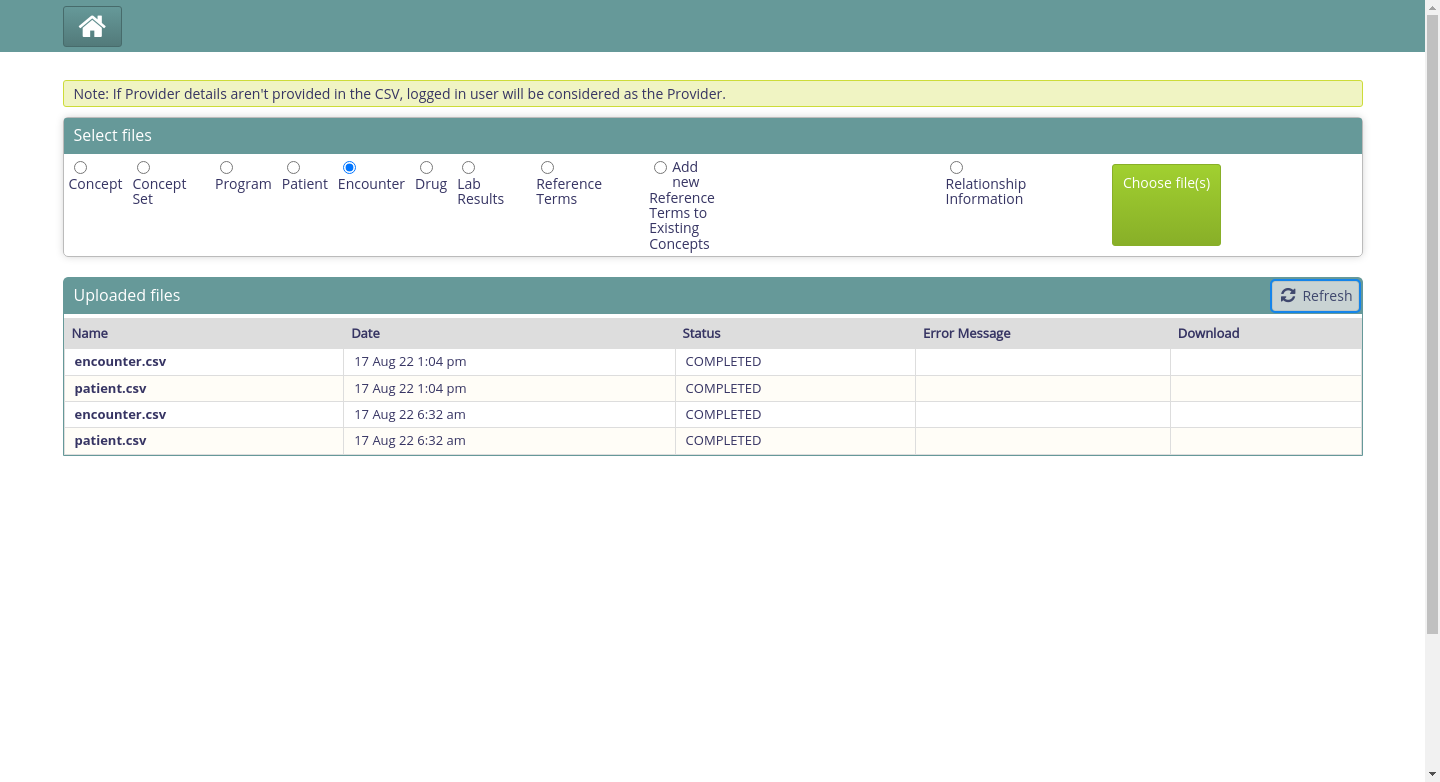 Note: If Provider details aren't provided in the CSV, logged in user will be considered as the Provider.
Select files
Concept
Concept
Set
Program
Patient
Encounter
Drug
Lab
Results
Reference
Terms
Add
new
Reference
Terms to
Existing
Concepts
Relationship
Information
Choose file(s)
Uploaded files
Refresh
Name Date Status Error Message Download
encounter.csv 17 Aug 22 1:04 pm COMPLETED
patient.csv 17 Aug 22 1:04 pm COMPLETED
encounter.csv 17 Aug 22 6:32 am COMPLETED
patient.csv 17 Aug 22 6:32 am COMPLETED